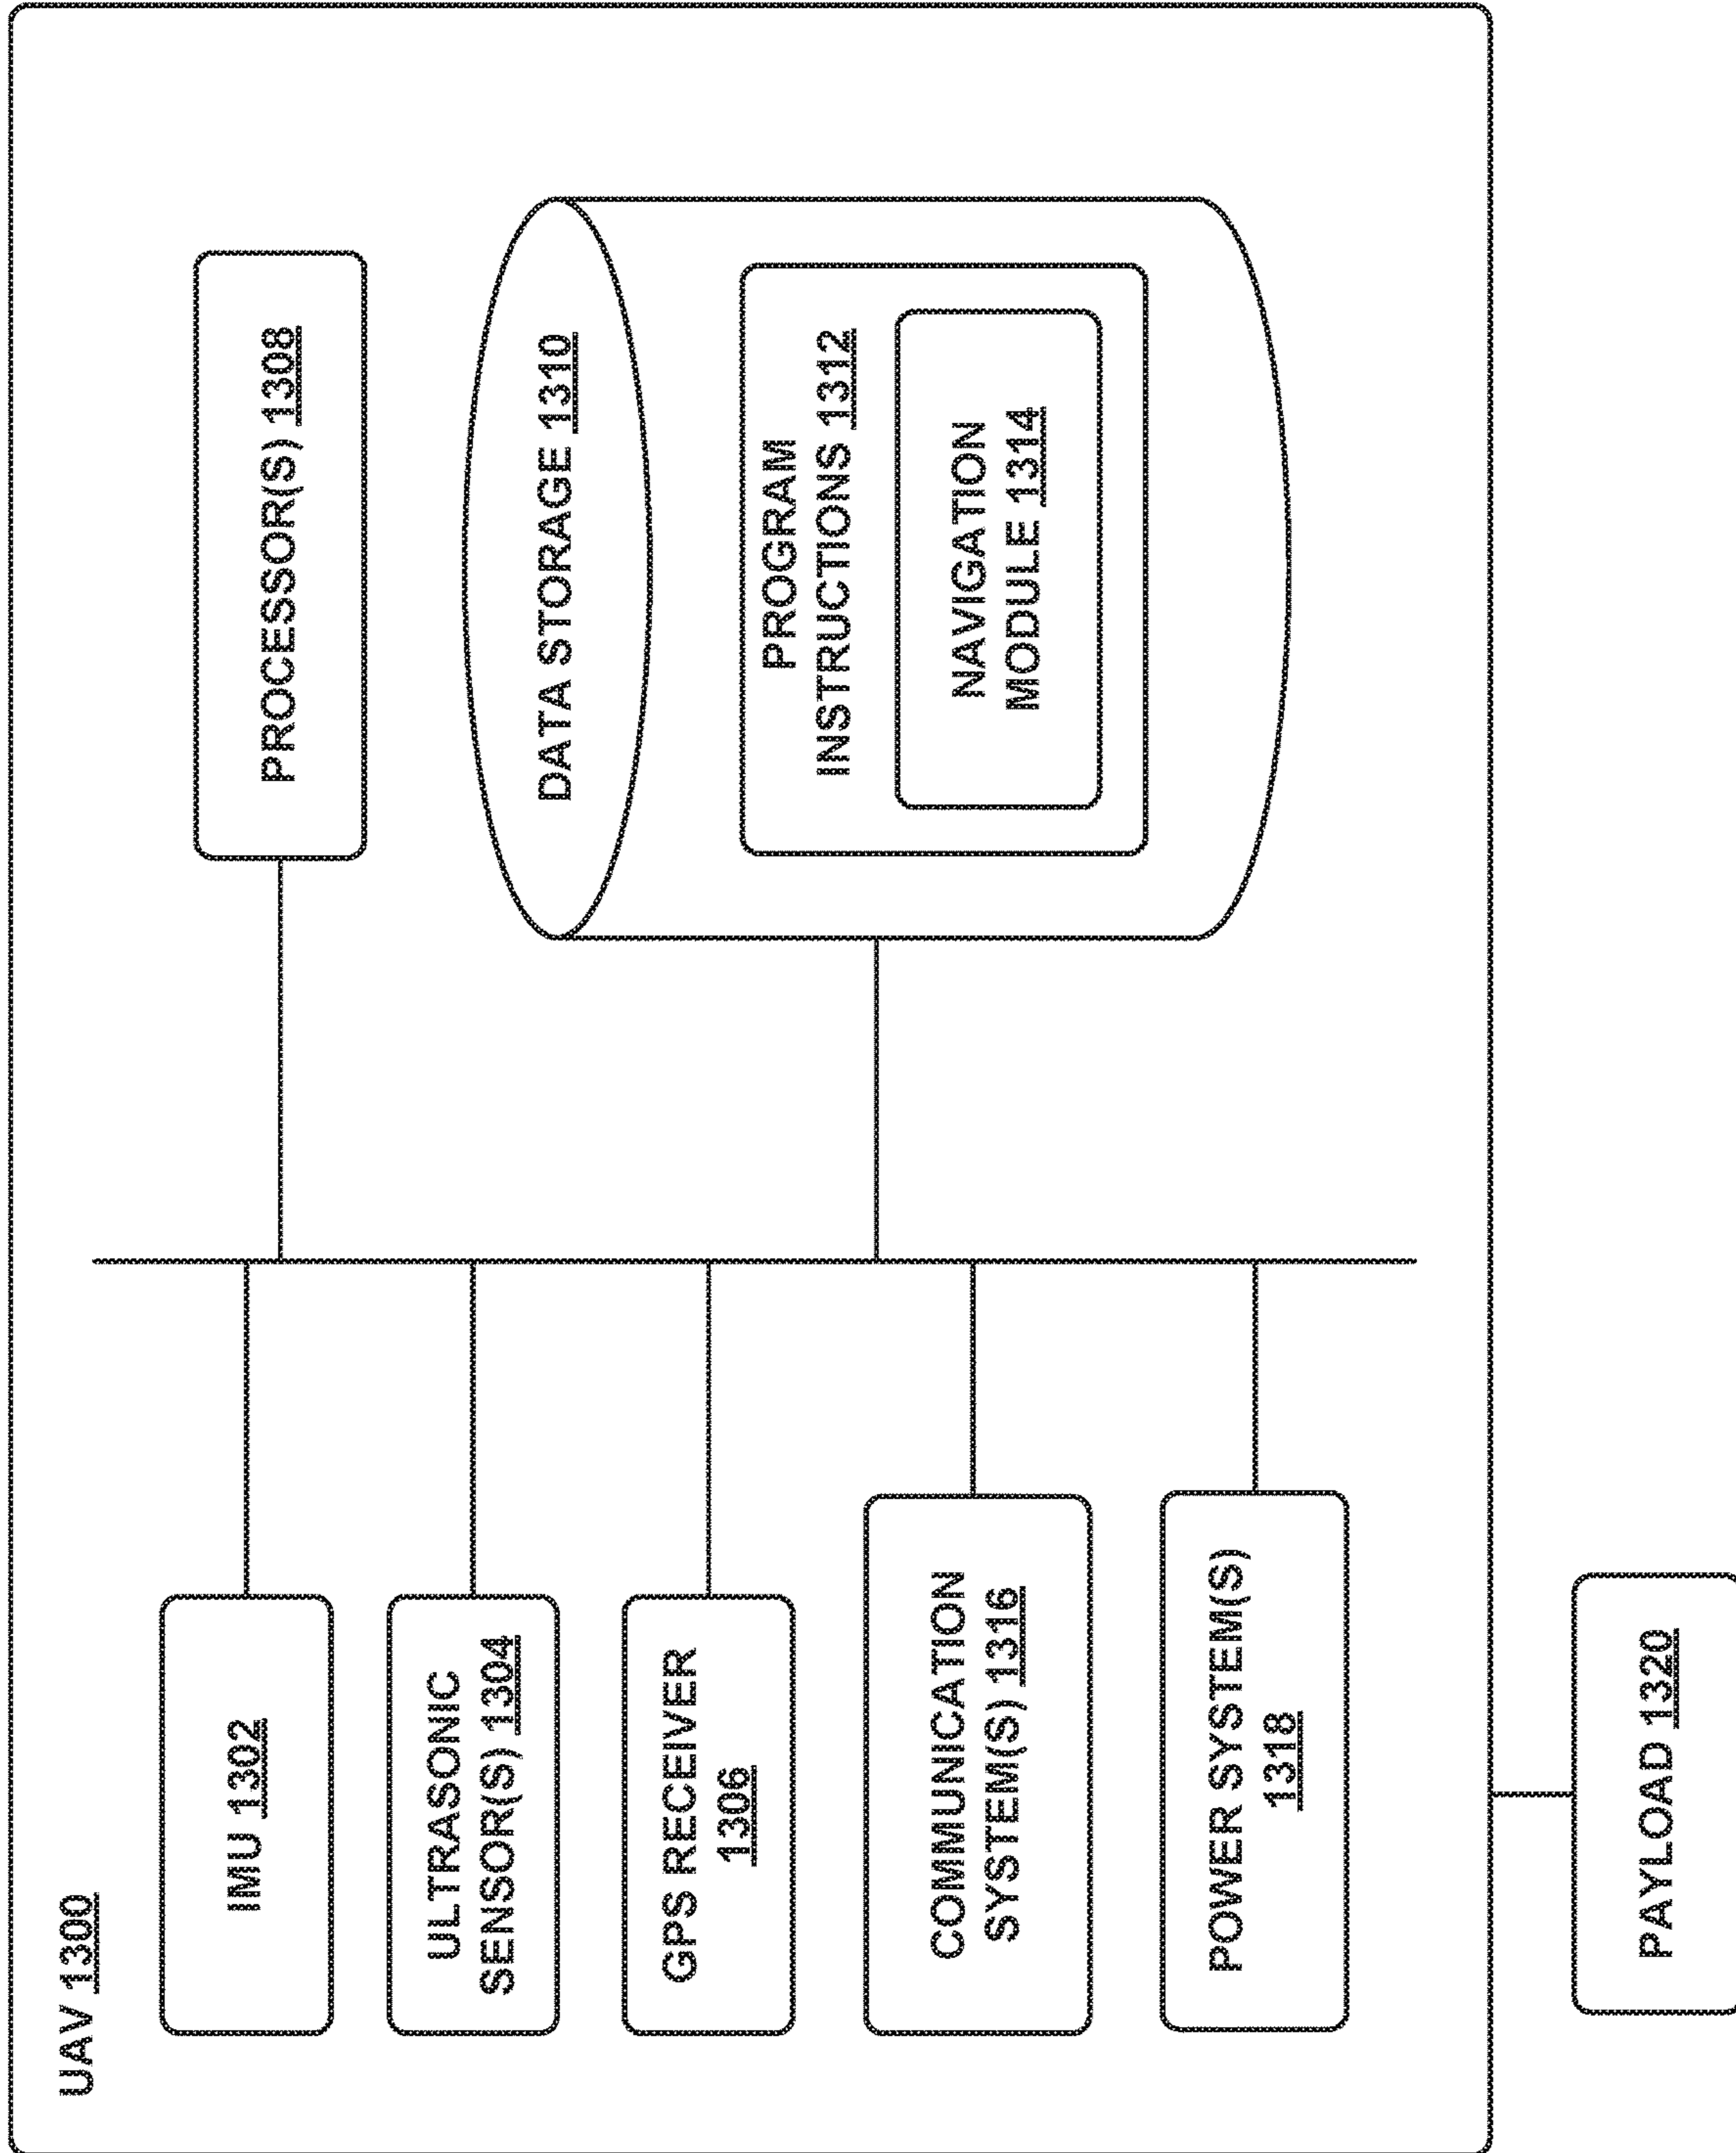 UAV 1300
IMU 1302
ULTRASONIC
SENSOR(S) 1304
GPS RECEIVER
1306
COMMUNICATION
SYSTEM(S) 1316
POWER SYSTEM(S)
1318
PROCESSOR(S) 1308
DATA STORAGE 1310
PROGRAM
INSTRUCTIONS 1312
NAVIGATION
MODULE 1314
PAYLOAD 1320